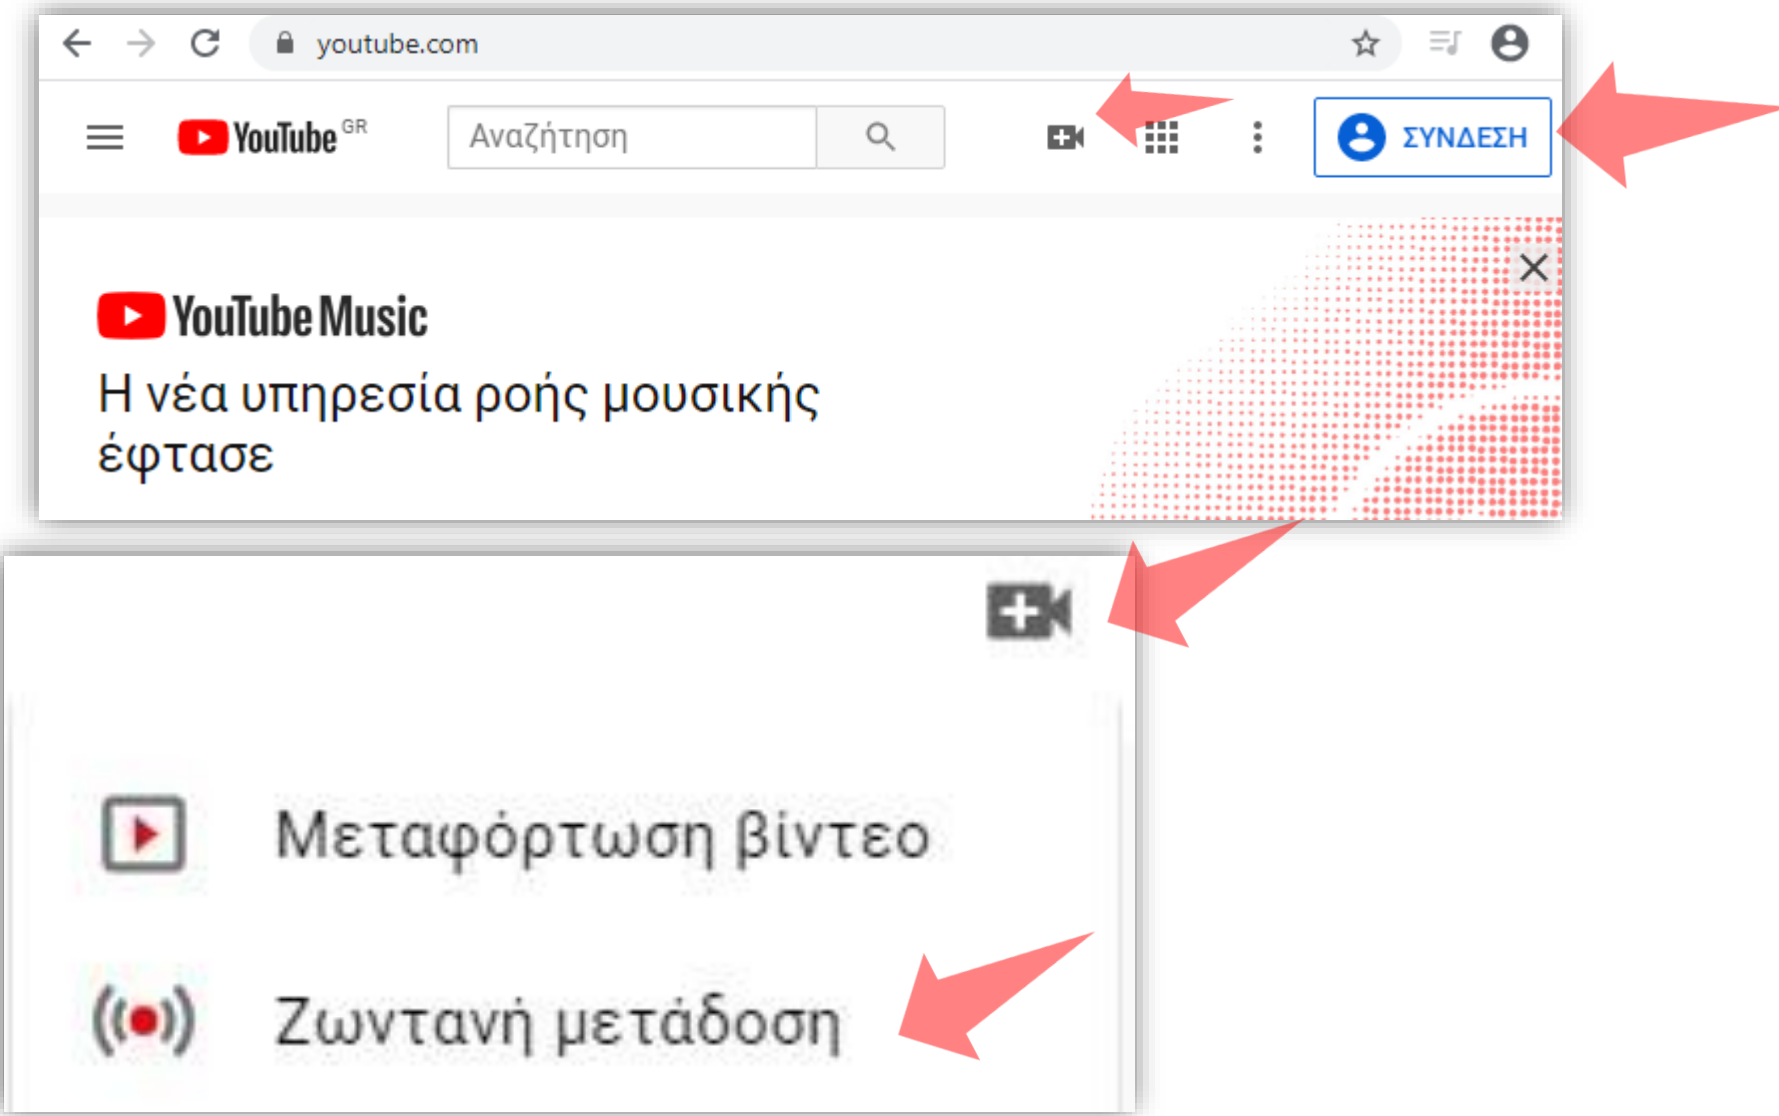 youtube.com
YouTube GR
Αναζήτηση
ΣΥΝΔΕΣΗ
YouTube Music
Η νέα υπηρεσία ροής μουσικής
έφτασε
Μεταφόρτωση βίντεο
Ζωντανή μετάδοση